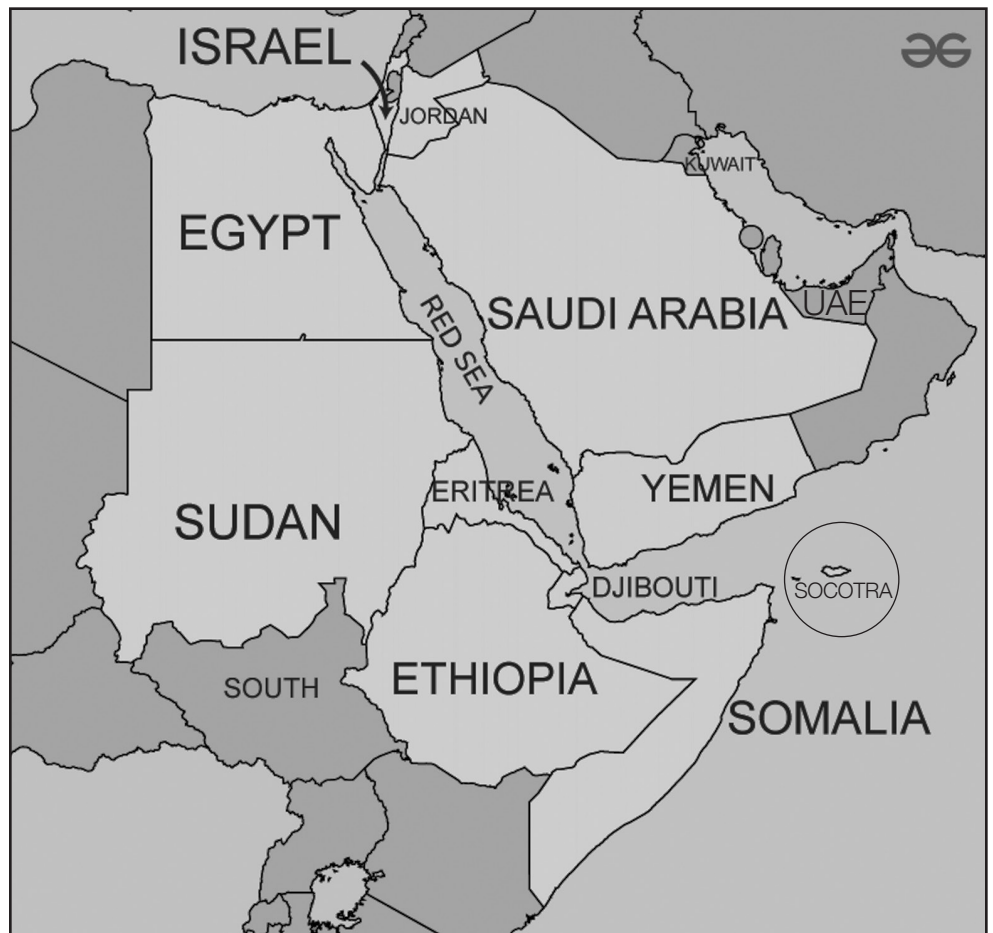 ISRAEL
JORDAN
KUWAIT
EGYPT
SAUDI ARABIA
UAE
RED SEA
ERITREA
YEMEN
SUDAN
DJIBOUTI
SOCOTRA
ETHIOPIA
SOUTH
SOMALIA